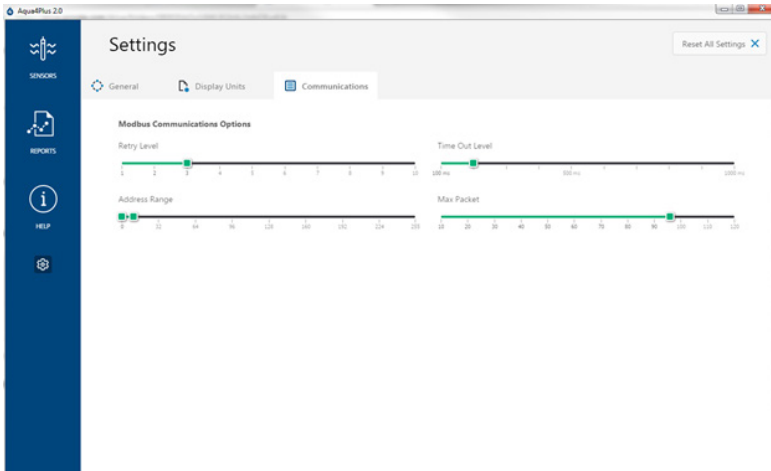 Aqua4Plus 2.0
Settings
Reset All Settings
SENSORS
General
Display Units
Communications
Modbus Communications Options
Retry Level
Time Out Level
1 2 3 4 5 6 7 8 9 10
100 ms 500 ms 1000 ms
REPORTS
Address Range
Max Packet
32 64 96 128 160 192 224 255
10 20 30 40 50 60 70 80 90 100 110 120
HELP